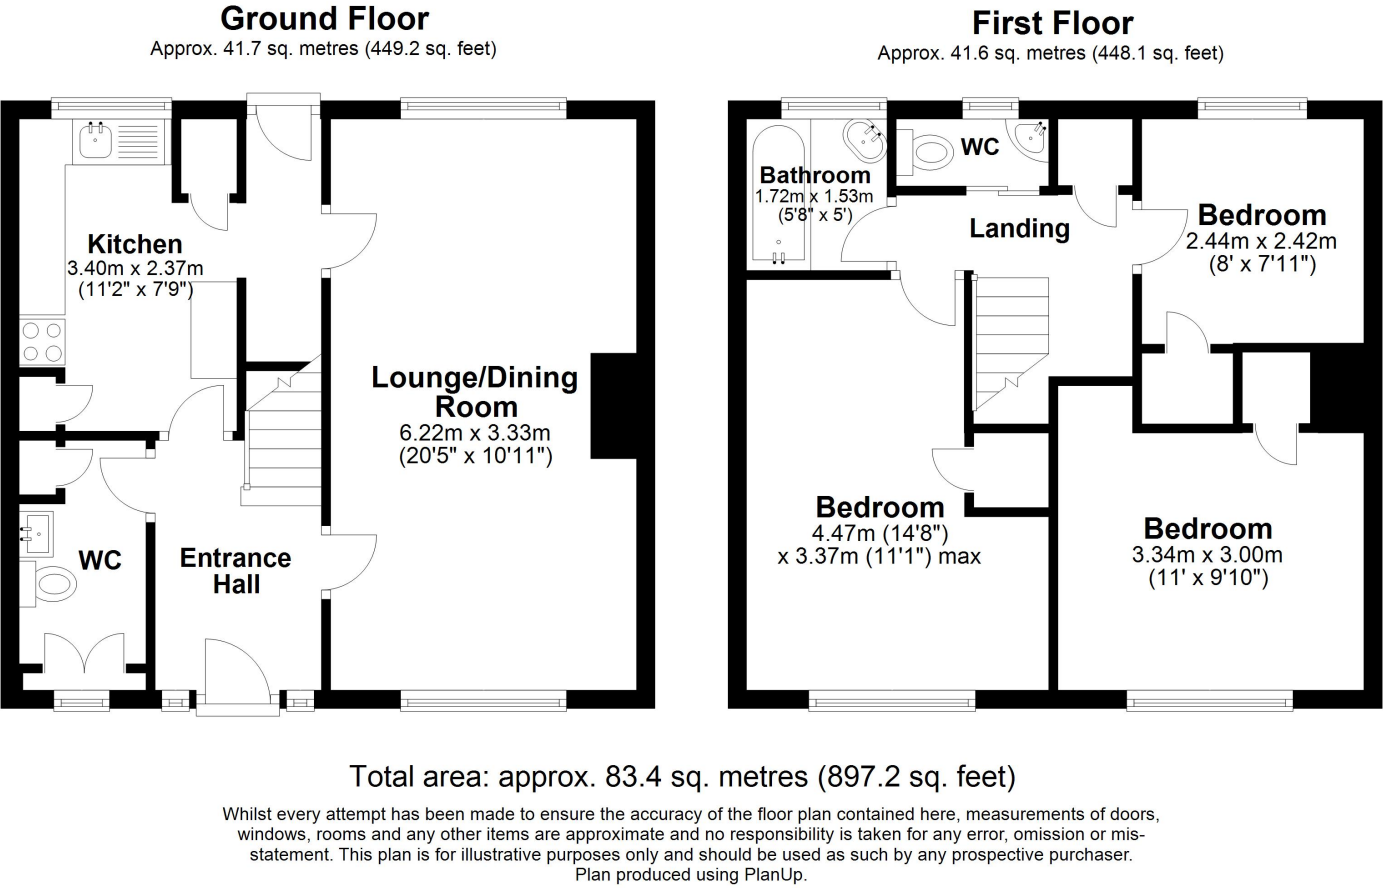 Ground Floor
Approx. 41.7 sq. metres (449.2 sq. feet)
Kitchen
3.40m x 2.37m
(11'2" x 7'9")
Lounge/Dining
Room
6.22m x 3.33m
(20'5" x 10'11")
WC
Entrance
Hall
First Floor
Approx. 41.6 sq. metres (448.1 sq. feet)
Bathroom
1.72m x 1.53m
(5'8" x 5')
WC
Landing
Bedroom
2.44m x 2.42m
(8' x 7'11")
Bedroom
4.47m (14'8")
x 3.37m (11'1") max
Bedroom
3.34m x 3.00m
(11' x 9'10")
Total area: approx. 83.4 sq. metres (897.2 sq. feet)
Whilst every attempt has been made to ensure the accuracy of the floor plan contained here, measurements of doors,
windows, rooms and any other items are approximate and no responsibility is taken for any error, omission or mis-
statement. This plan is for illustrative purposes only and should be used as such by any prospective purchaser.
Plan produced using PlanUp.